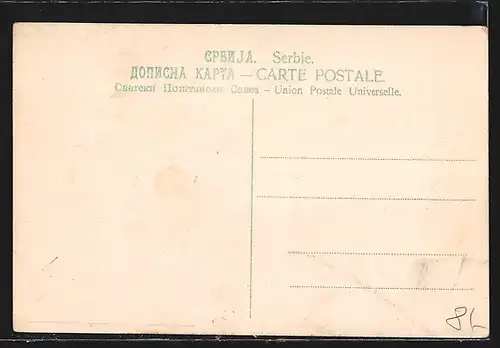 СРБИЈА. Serbie.
ДОПИСНА КАРТА — CARTE POSTALE.
Светски Поштански Савез – Union Postale Universelle.